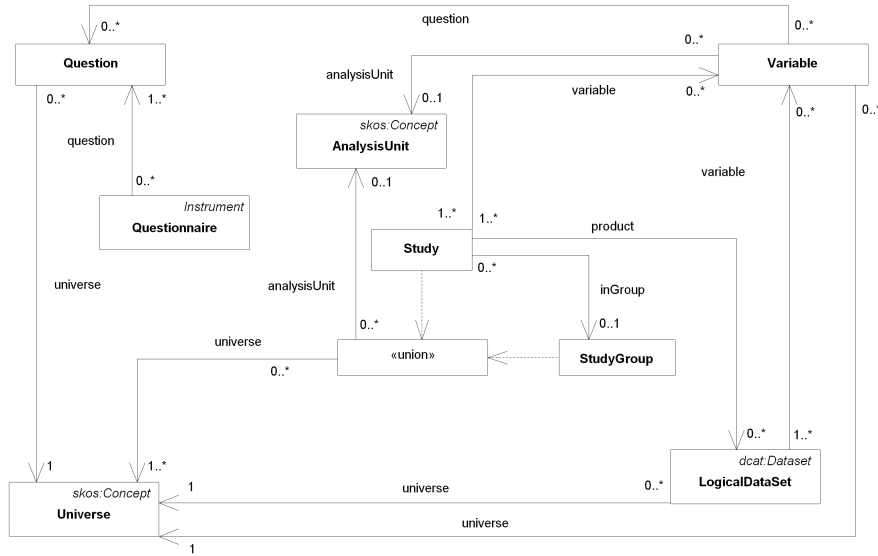 question
0..*
0..*
0..*
Question
Variable
analysisUnit
0..1
variable
0..*
0..*
1..*
0..*
0..*
skos:Concept
AnalysisUnit
question
0..1
variable
0..*
Instrument
Questionnaire
1..*
1..*
product
Study
0..*
universe
analysisUnit
inGroup
0..*
0..1
universe
«union»
StudyGroup
0..*
0..*
1..*
1
1..*
dcat:Dataset
LogicalDataSet
skos:Concept
Universe
1
universe
0..*
universe
1